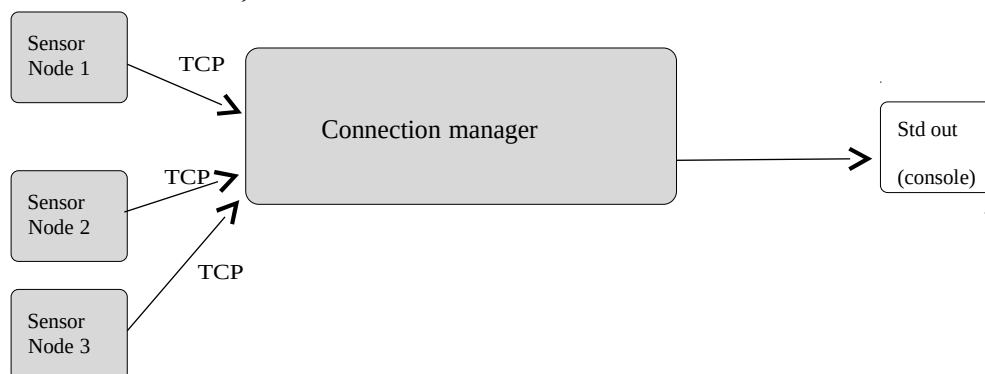 Sensor
Node 1
TCP
Connection manager
Std out
(console)
TCP
Sensor
Node 2
TCP
Sensor
Node 3